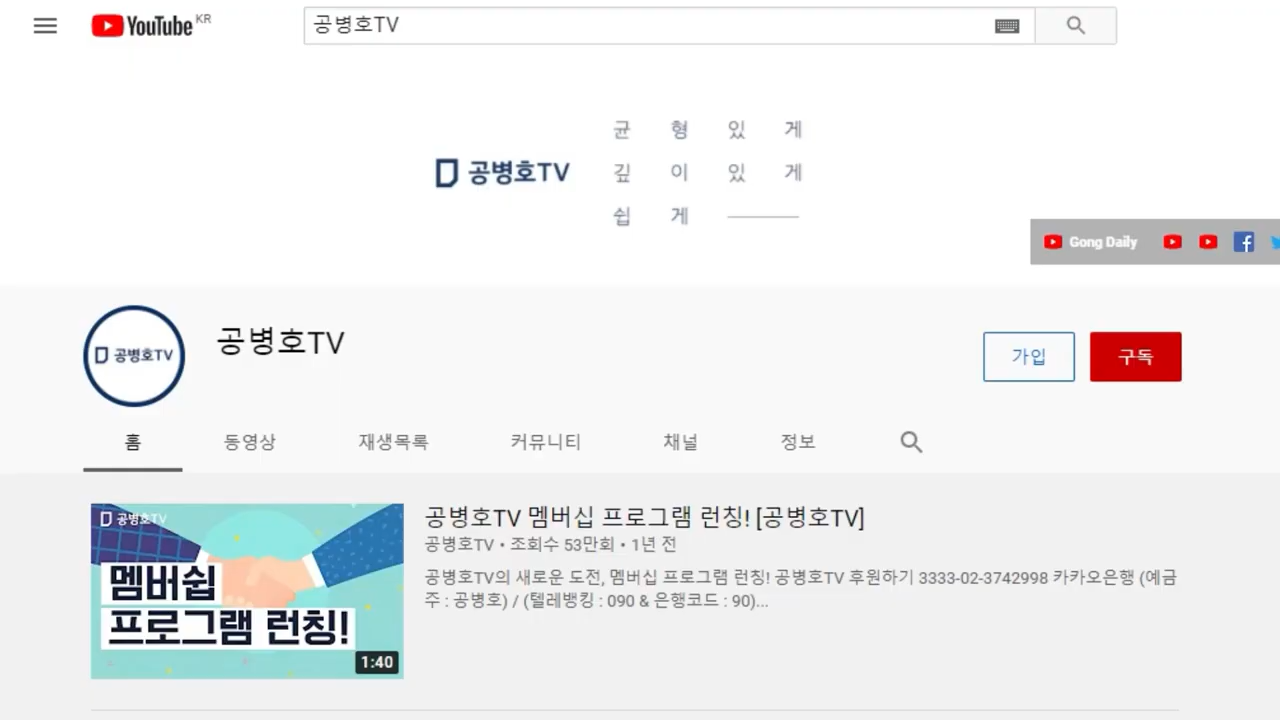 YouTube KR
공병호TV
균형있게
공병호TV
깊이있게
쉽게
Gong Daily
공병호TV
공병호TV
가입
구독
홈
동영상
재생목록
커뮤니티
채널
정보
공병호TV
멤버쉽
프로그램 런칭!
1:40
공병호TV 멤버십 프로그램 런칭! [공병호TV]
공병호TV • 조회수 53만회 • 1년 전
공병호TV의 새로운 도전, 멤버십 프로그램 런칭! 공병호TV 후원하기 3333-02-3742998 카카오은행 (예금
주 : 공병호) / (텔레뱅킹 : 090 & 은행코드 : 90)...